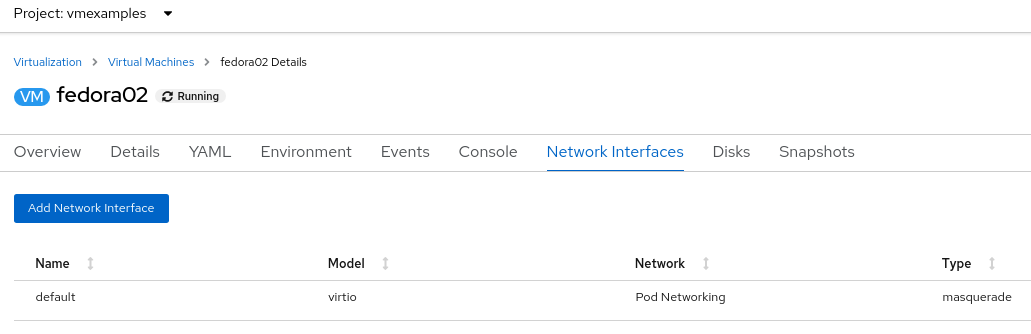 Project: vmexamples
Virtualization > Virtual Machines > fedora02 Details
VM fedora02 Running
Overview Details YAML Environment Events Console Network Interfaces Disks Snapshots
Add Network Interface
Name Model Network Type
default virtio Pod Networking masquerade